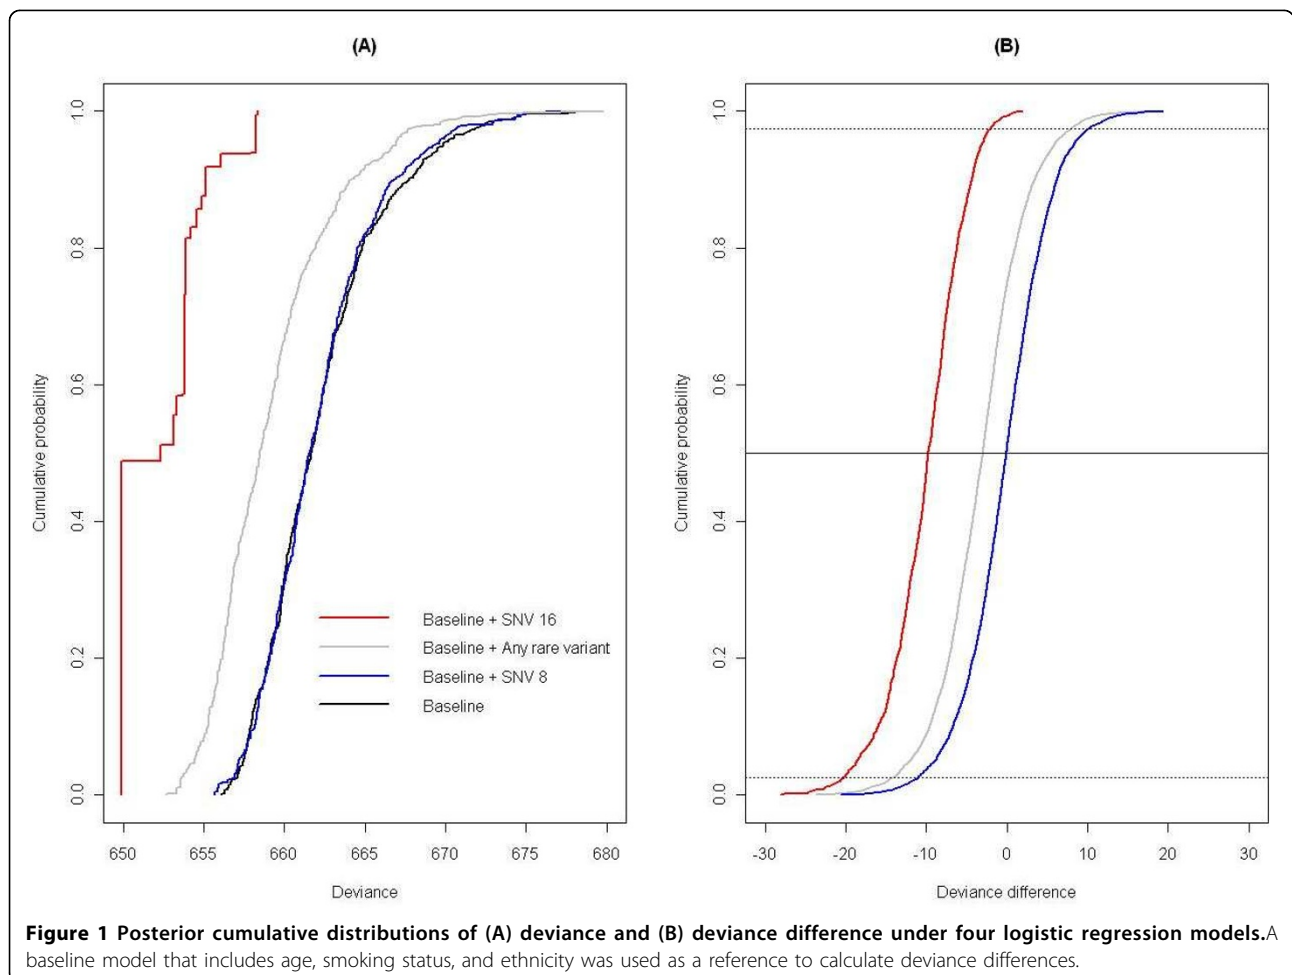 (A)
(B)
1.0
0.8
0.6
0.4
0.2
0.0
Cumulative probability
650 655 660 665 670 675 680
Deviance
Baseline + SNV 16
Baseline + Any rare variant
Baseline + SNV 8
Baseline
1.0
0.8
0.6
0.4
0.2
0.0
Cumulative probability
-30 -20 -10 0 10 20 30
Deviance difference
Figure 1 Posterior cumulative distributions of (A) deviance and (B) deviance difference under four logistic regression models.A
baseline model that includes age, smoking status, and ethnicity was used as a reference to calculate deviance differences.